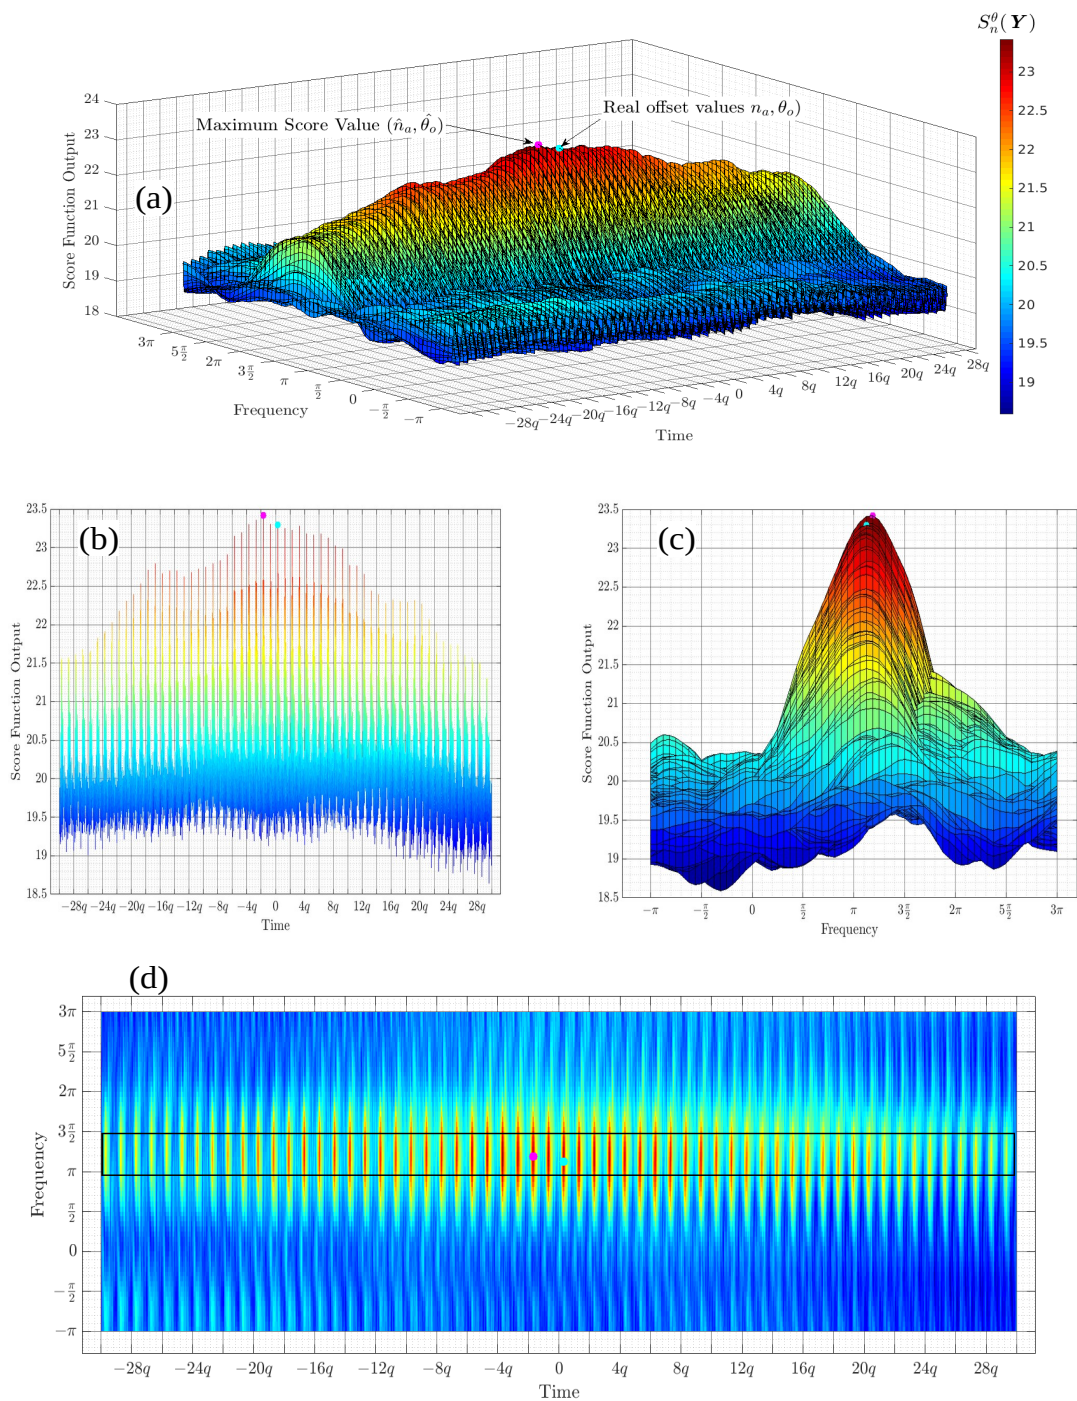 S_n^θ(Y)
Maximum Score Value (n̂_a, θ̂_o)
Real offset values n_a, θ_o)
(a)
Score Function Output
24
23
22
21
20
19
18
3π
5π/2
2π
3π/2
π
π/2
0
−π/2
−π
Frequency
−28q −24q −20q −16q −12q −8q −4q 0 4q 8q 12q 16q 20q 24q 28q
Time
23
22.5
22
21.5
21
20.5
20
19.5
19
(b)
Score Function Output
23.5
23
22.5
22
21.5
21
20.5
20
19.5
19
18.5
−28q −24q −20q −16q −12q −8q −4q 0 4q 8q 12q 16q 20q 24q 28q
Time
(c)
Score Function Output
23.5
23
22.5
22
21.5
21
20.5
20
19.5
19
18.5
−π −π/2 0 π/2 π 3π/2 2π 5π/2 3π
Frequency
(d)
Frequency
3π
5π/2
2π
3π/2
π
π/2
0
−π/2
−π
−28q −24q −20q −16q −12q −8q −4q 0 4q 8q 12q 16q 20q 24q 28q
Time